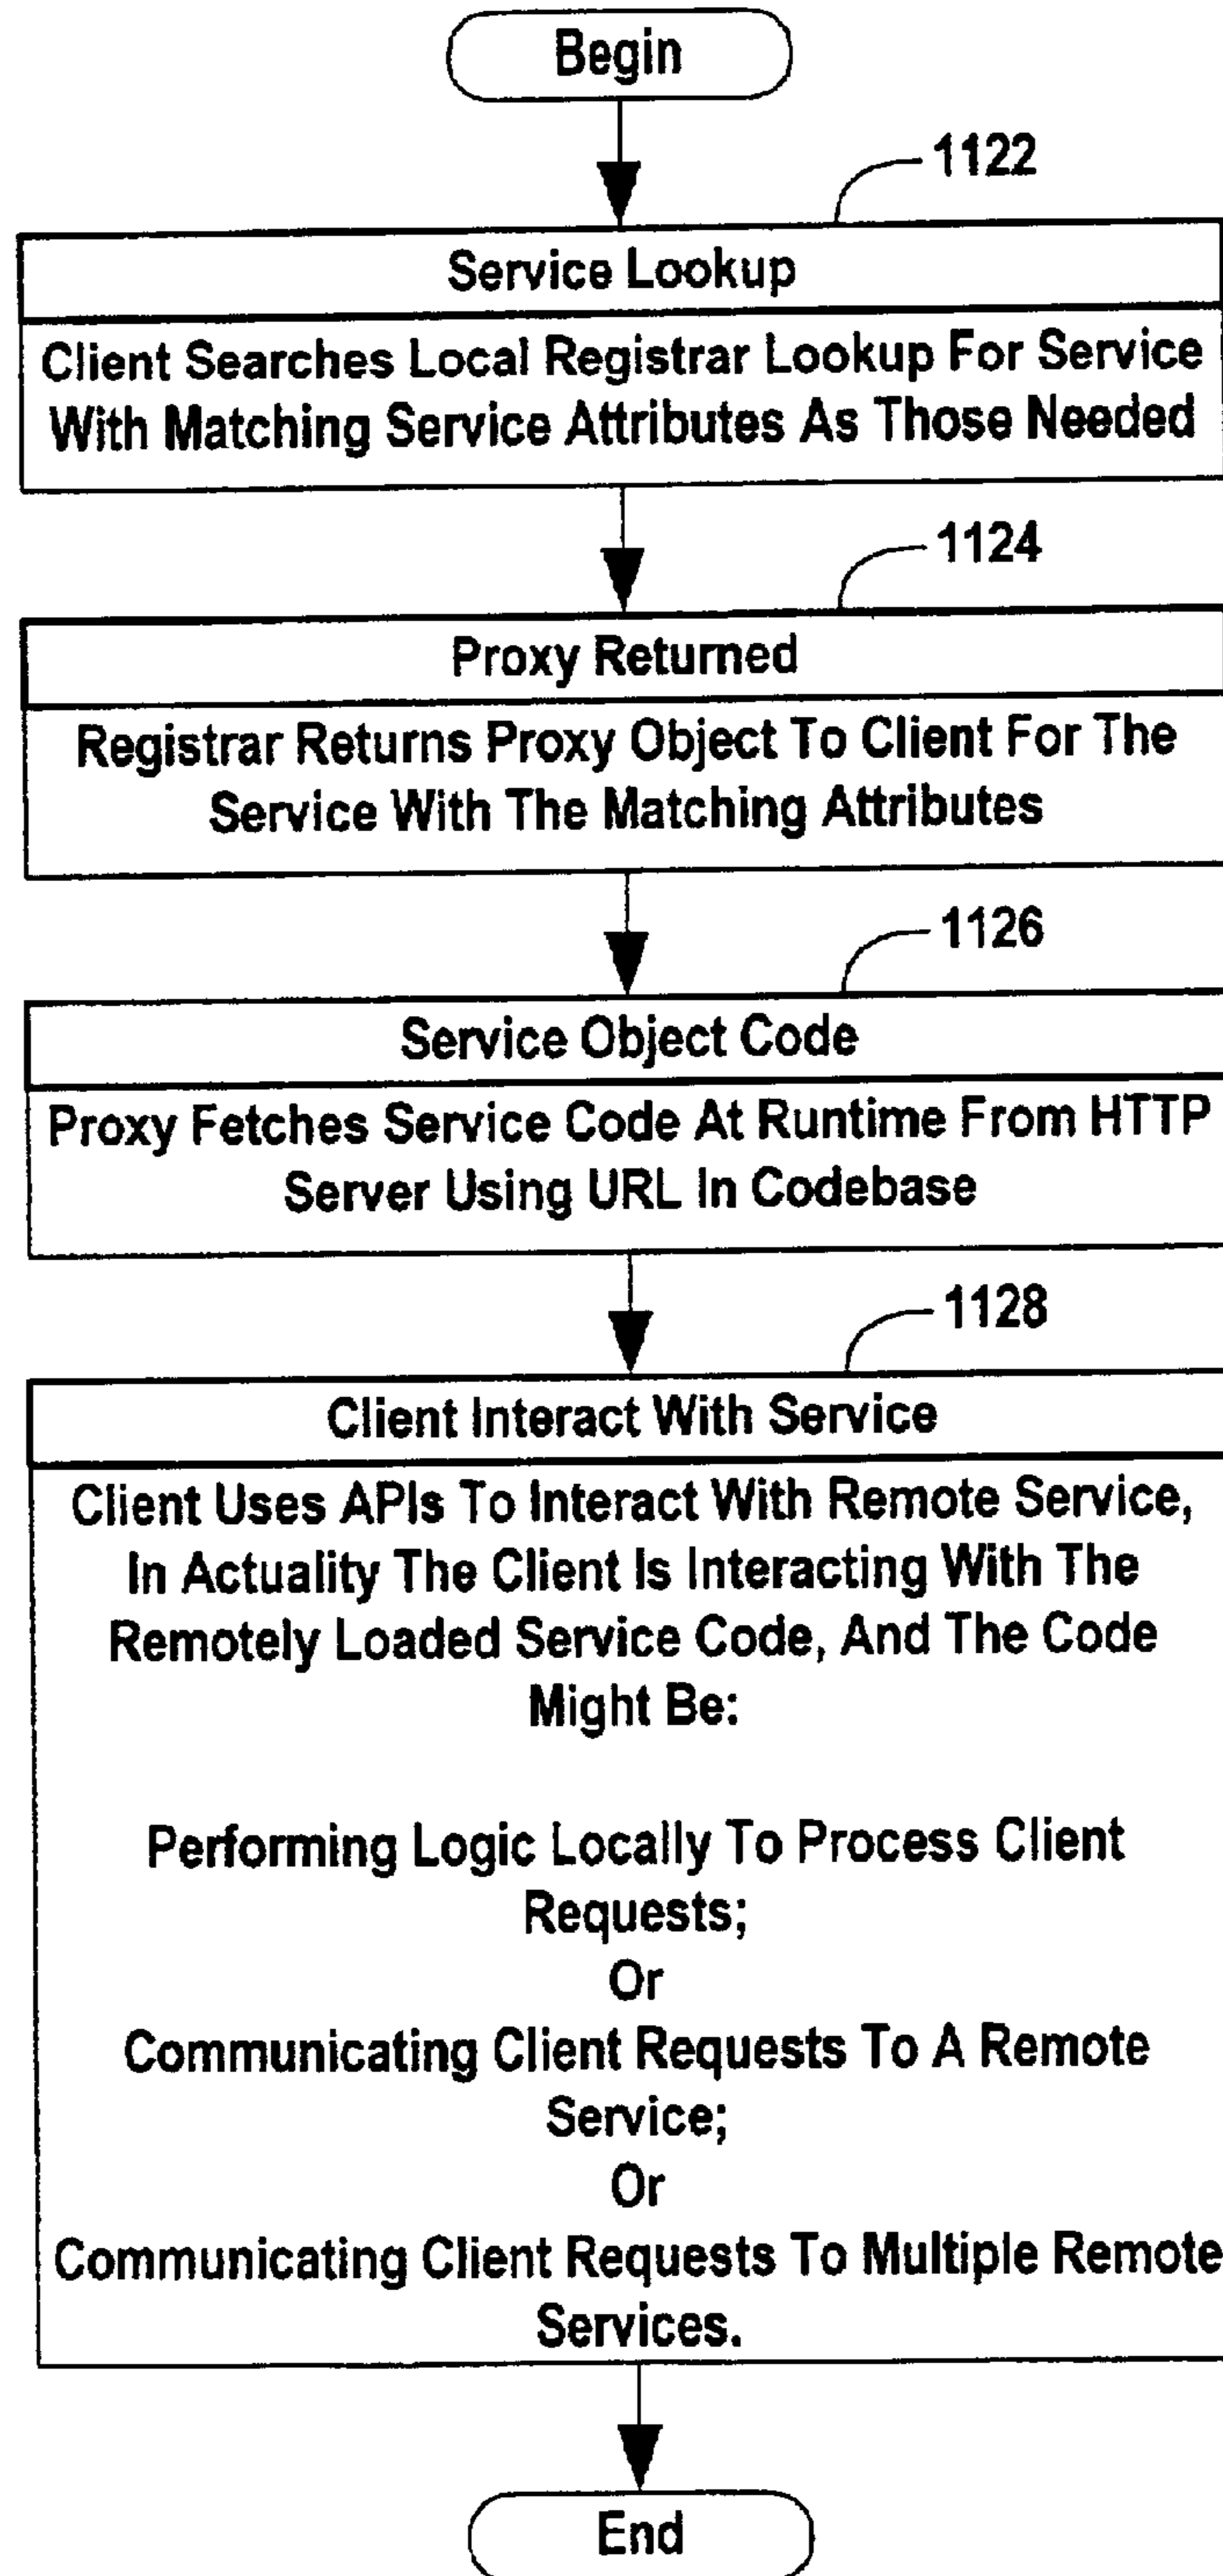 Begin
1122
Service Lookup
Client Searches Local Registrar Lookup For Service
With Matching Service Attributes As Those Needed
1124
Proxy Returned
Registrar Returns Proxy Object To Client For The
Service With The Matching Attributes
1126
Service Object Code
Proxy Fetches Service Code At Runtime From HTTP
Server Using URL In Codebase
1128
Client Interact With Service
Client Uses APIs To Interact With Remote Service,
In Actuality The Client Is Interacting With The
Remotely Loaded Service Code, And The Code
Might Be:
Performing Logic Locally To Process Client
Requests;
Or
Communicating Client Requests To A Remote
Service;
Or
Communicating Client Requests To Multiple Remote
Services.
End